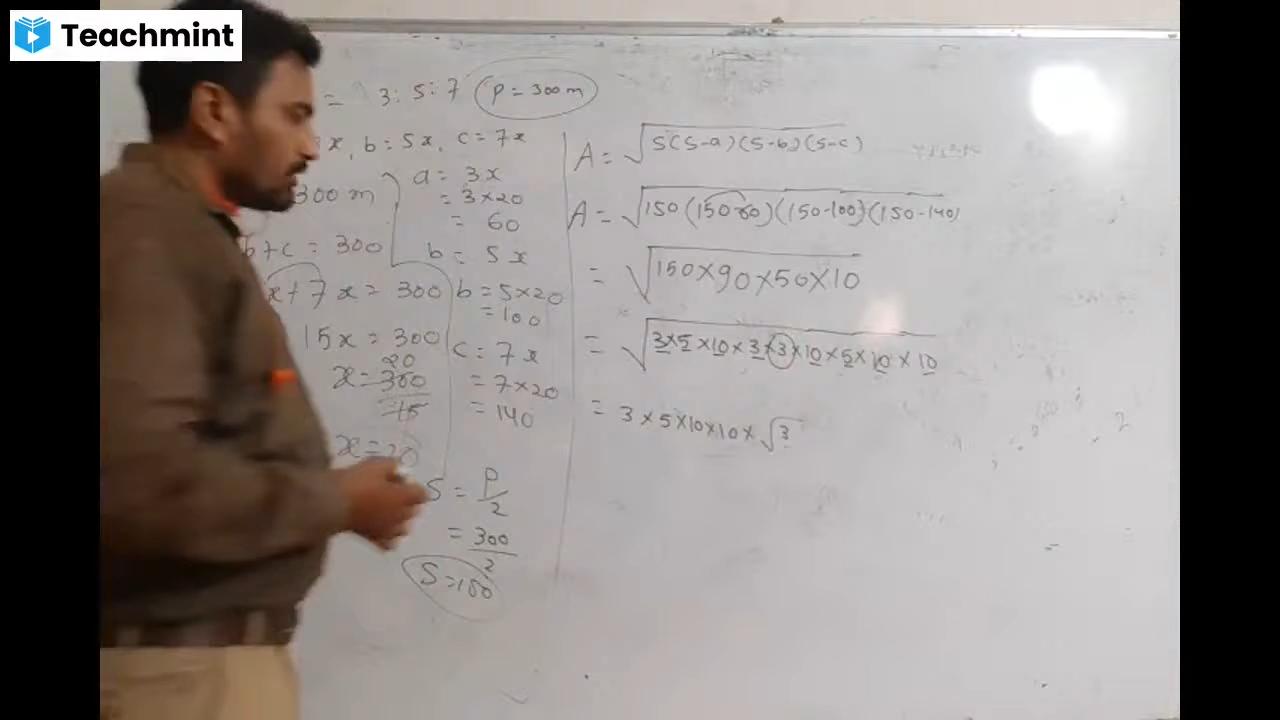 Teachmint
= 3:5:7 P = 300 m
x, b = 5x, c = 7x
300 m
b+c = 300
x+7x = 300
15x = 300
x = 300 20
15
x = 20
a = 3x
= 3×20
= 60
b = 5x
b = 5×20
= 100
c = 7x
= 7×20
= 140
S = P/2
= 300/2
S = 150
A = √S(S-a)(S-b)(S-c)
A = √150(150-60)(150-100)(150-140)
= √150×90×50×10
= √3×5×10×3×3×10×5×10×10
= 3×5×10×10×√3